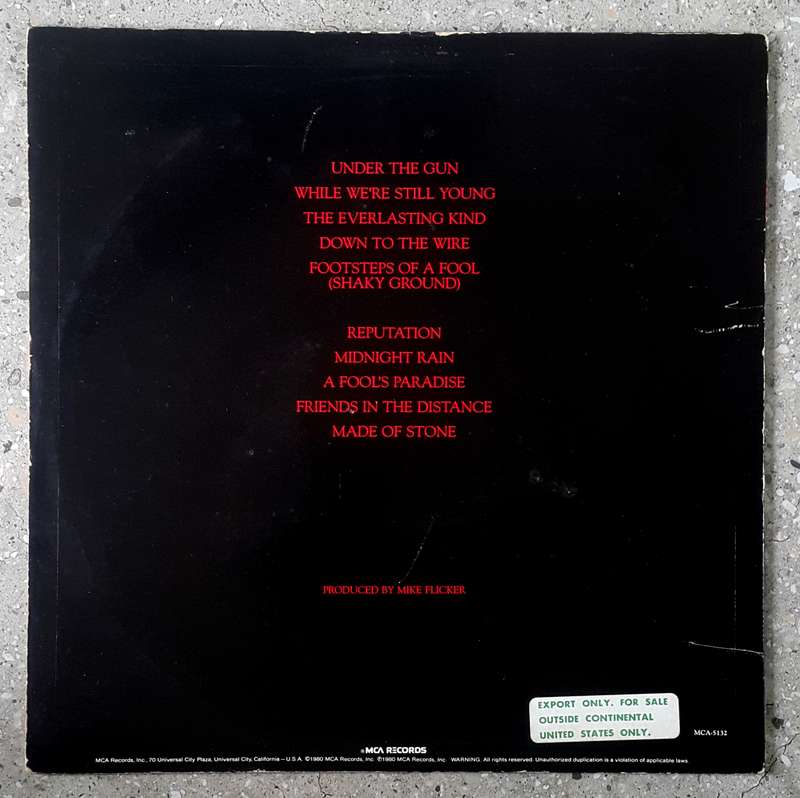 UNDER THE GUN
WHILE WE'RE STILL YOUNG
THE EVERLASTING KIND
DOWN TO THE WIRE
FOOTSTEPS OF A FOOL
(SHAKY GROUND)
REPUTATION
MIDNIGHT RAIN
A FOOL'S PARADISE
FRIENDS IN THE DISTANCE
MADE OF STONE
PRODUCED BY MIKE FLICKER
EXPORT ONLY. FOR SALE
OUTSIDE CONTINENTAL
UNITED STATES ONLY.
MCA-5132
MCA RECORDS
MCA Records, Inc., 70 Universal City Plaza, Universal City, California – U.S.A. ©1980 MCA Records, Inc. ℗1980 MCA Records, Inc. WARNING: All rights reserved. Unauthorized duplication is a violation of applicable laws.